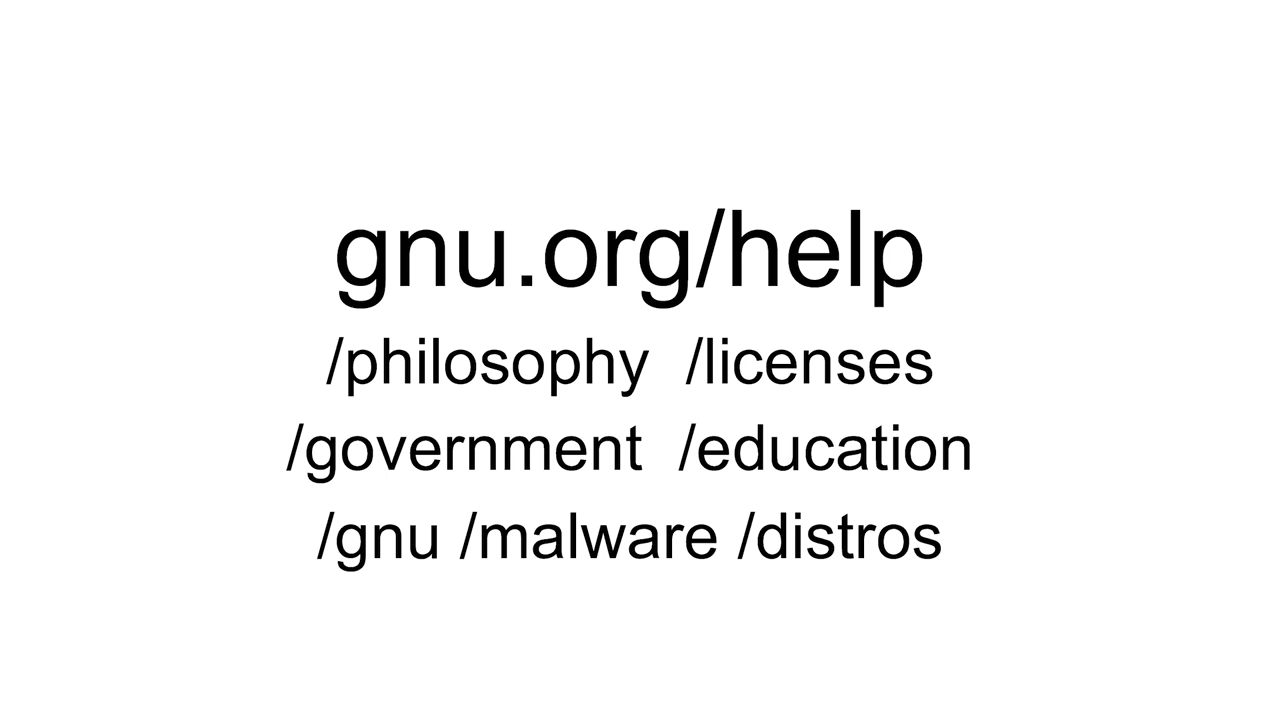 gnu.org/help
/philosophy /licenses
/government /education
/gnu /malware /distros